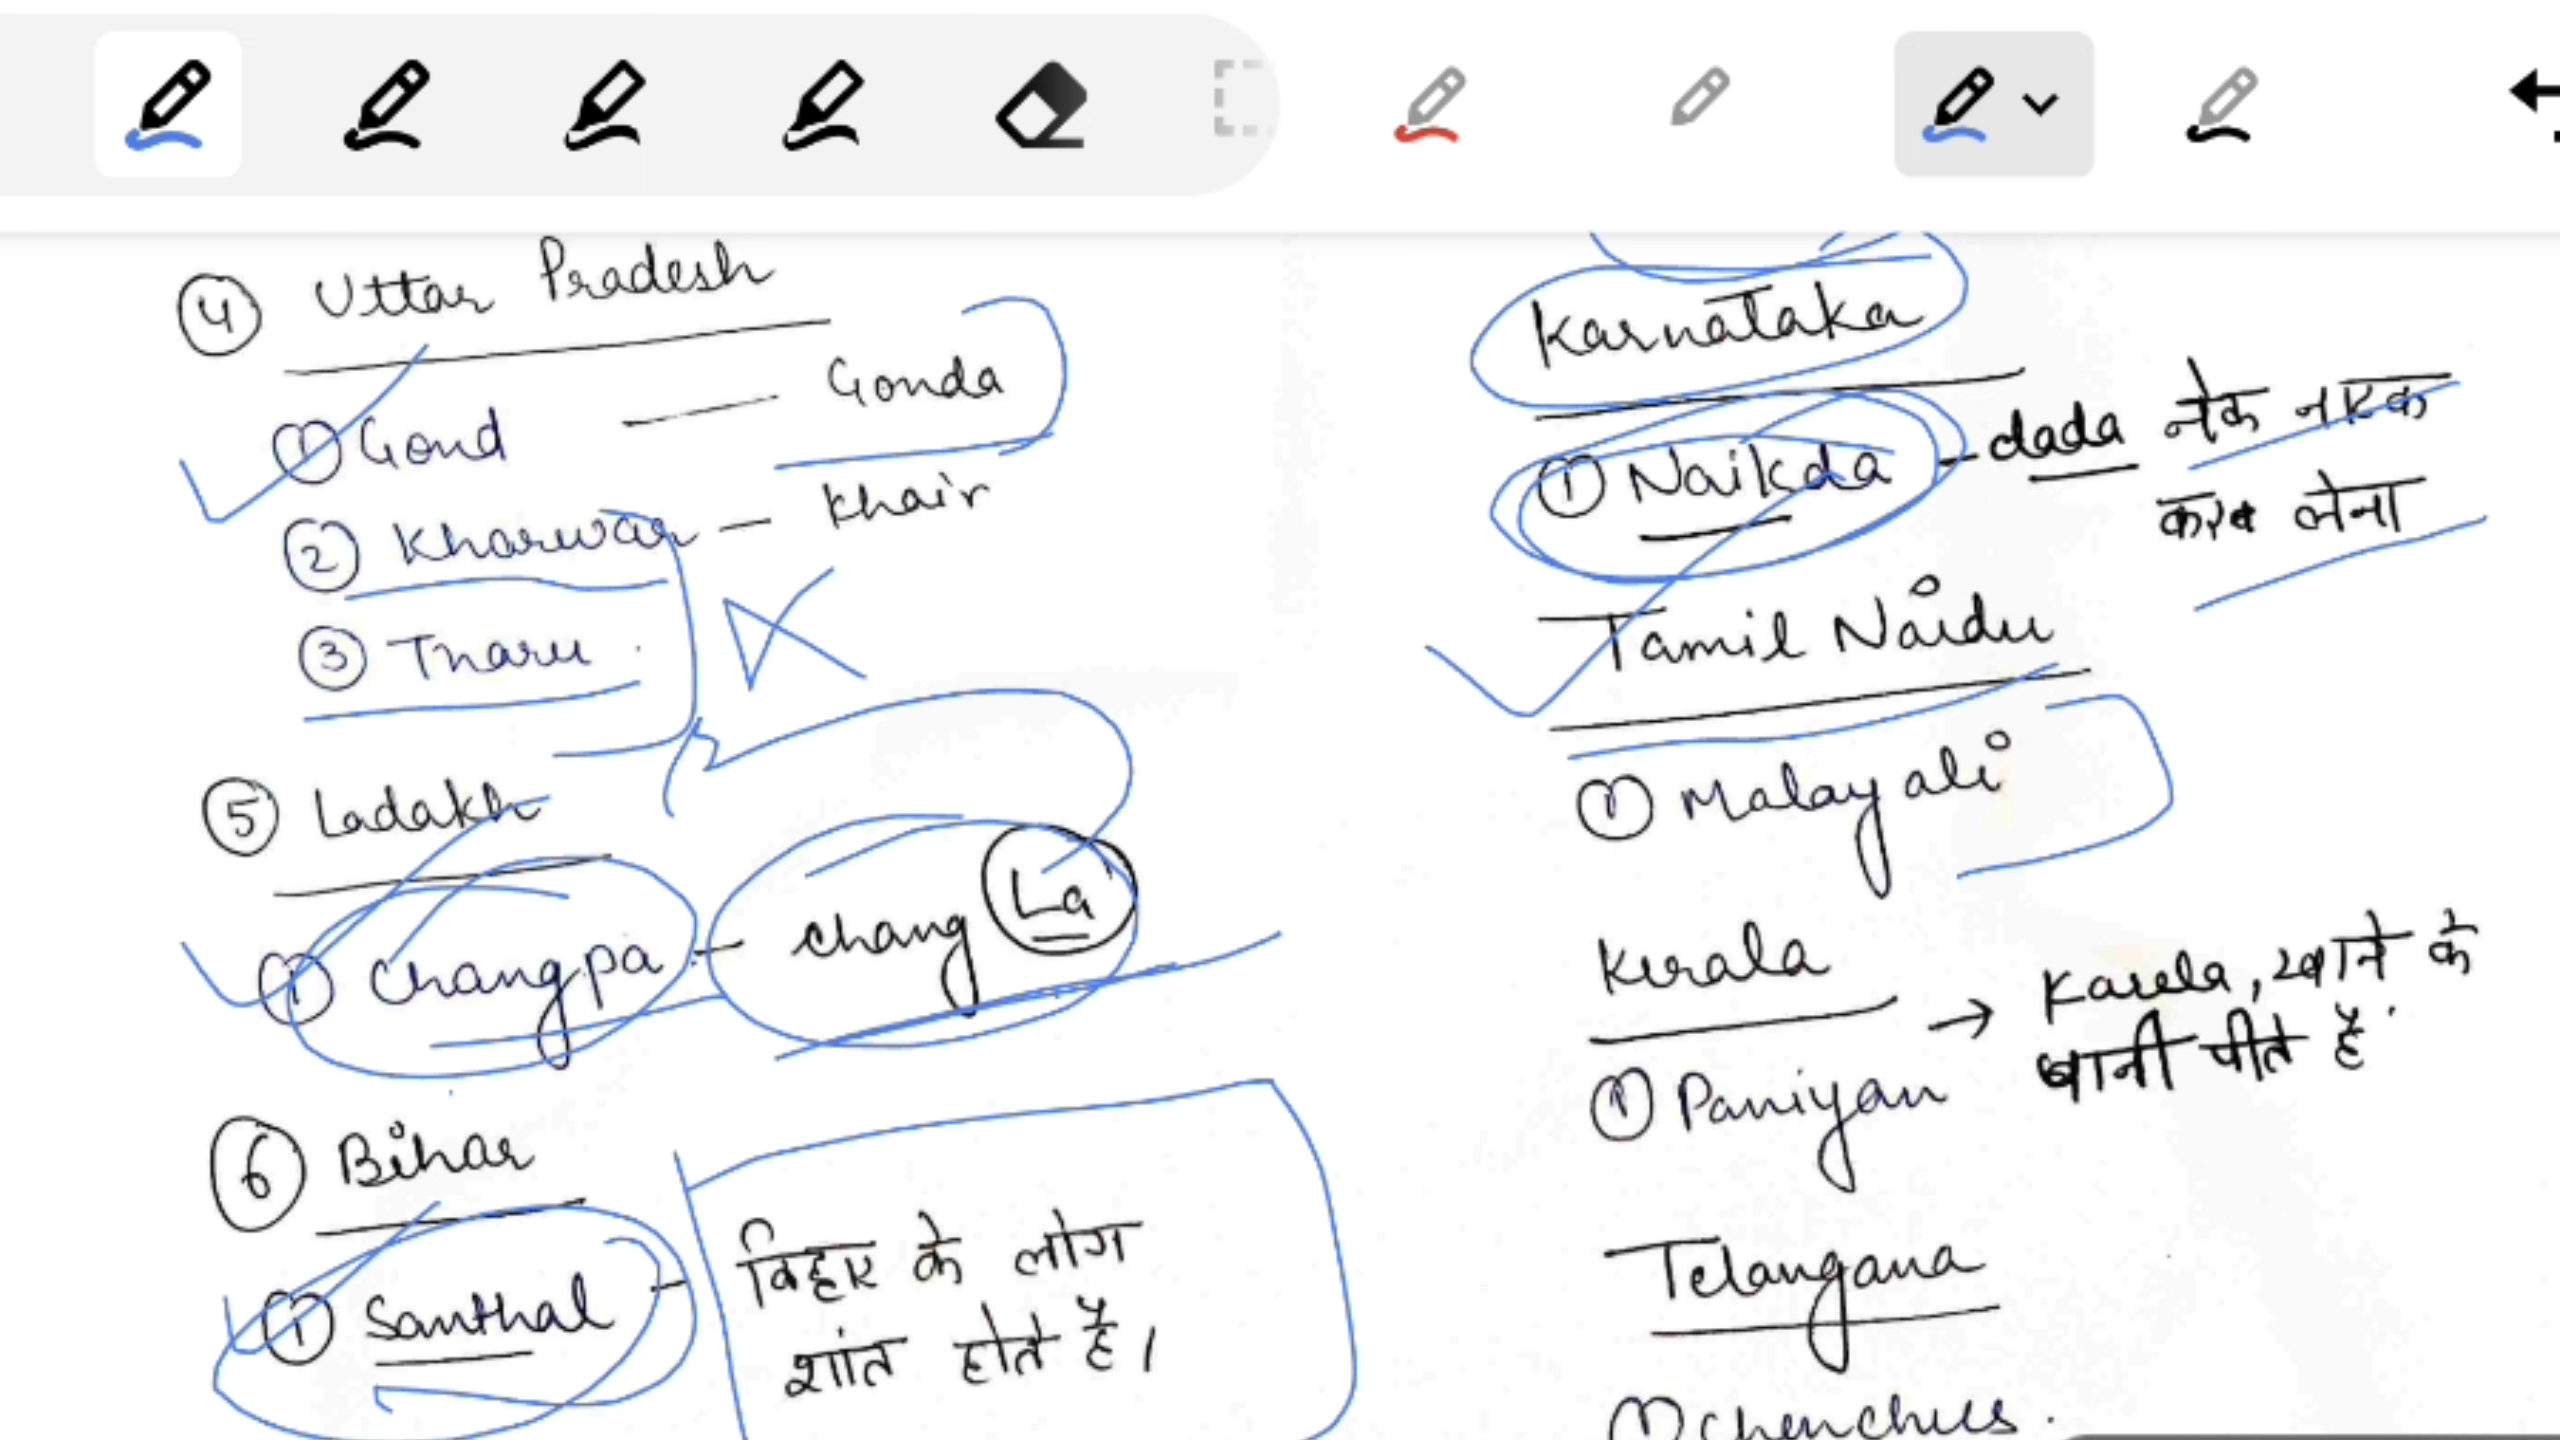 ④ Uttar Pradesh
① Gond — Gonda
② Kharwar — Khair
③ Tharu
⑤ Ladakh
① Changpa - chang La
⑥ Bihar
① Santhal - बिहार के लोग
शांत होते है।
Karnataka
① Naikda - dada नेक
लेना
Tamil Naidu
① Malayali
Kerala
→ Karela, खाने के
① Paniyan पानी पीते है.
Telangana
① Chenchus.